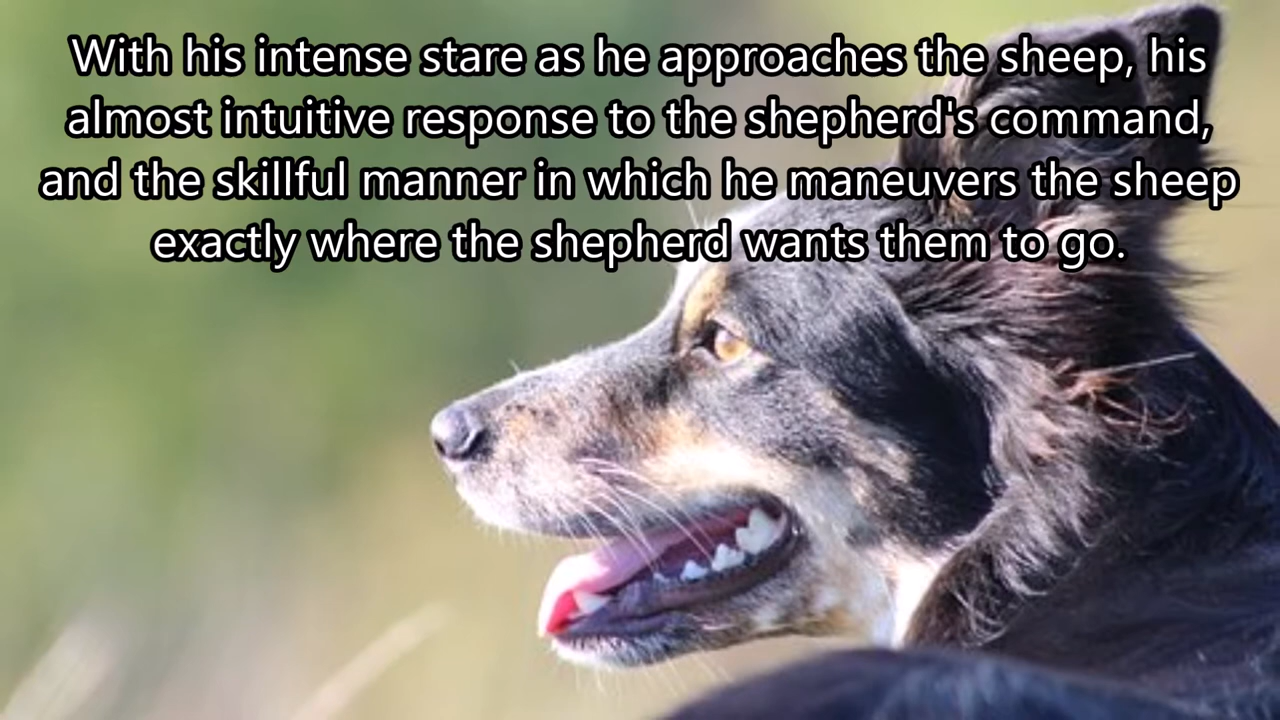 With his intense stare as he approaches the sheep, his
almost intuitive response to the shepherd's command,
and the skillful manner in which he maneuvers the sheep
exactly where the shepherd wants them to go.